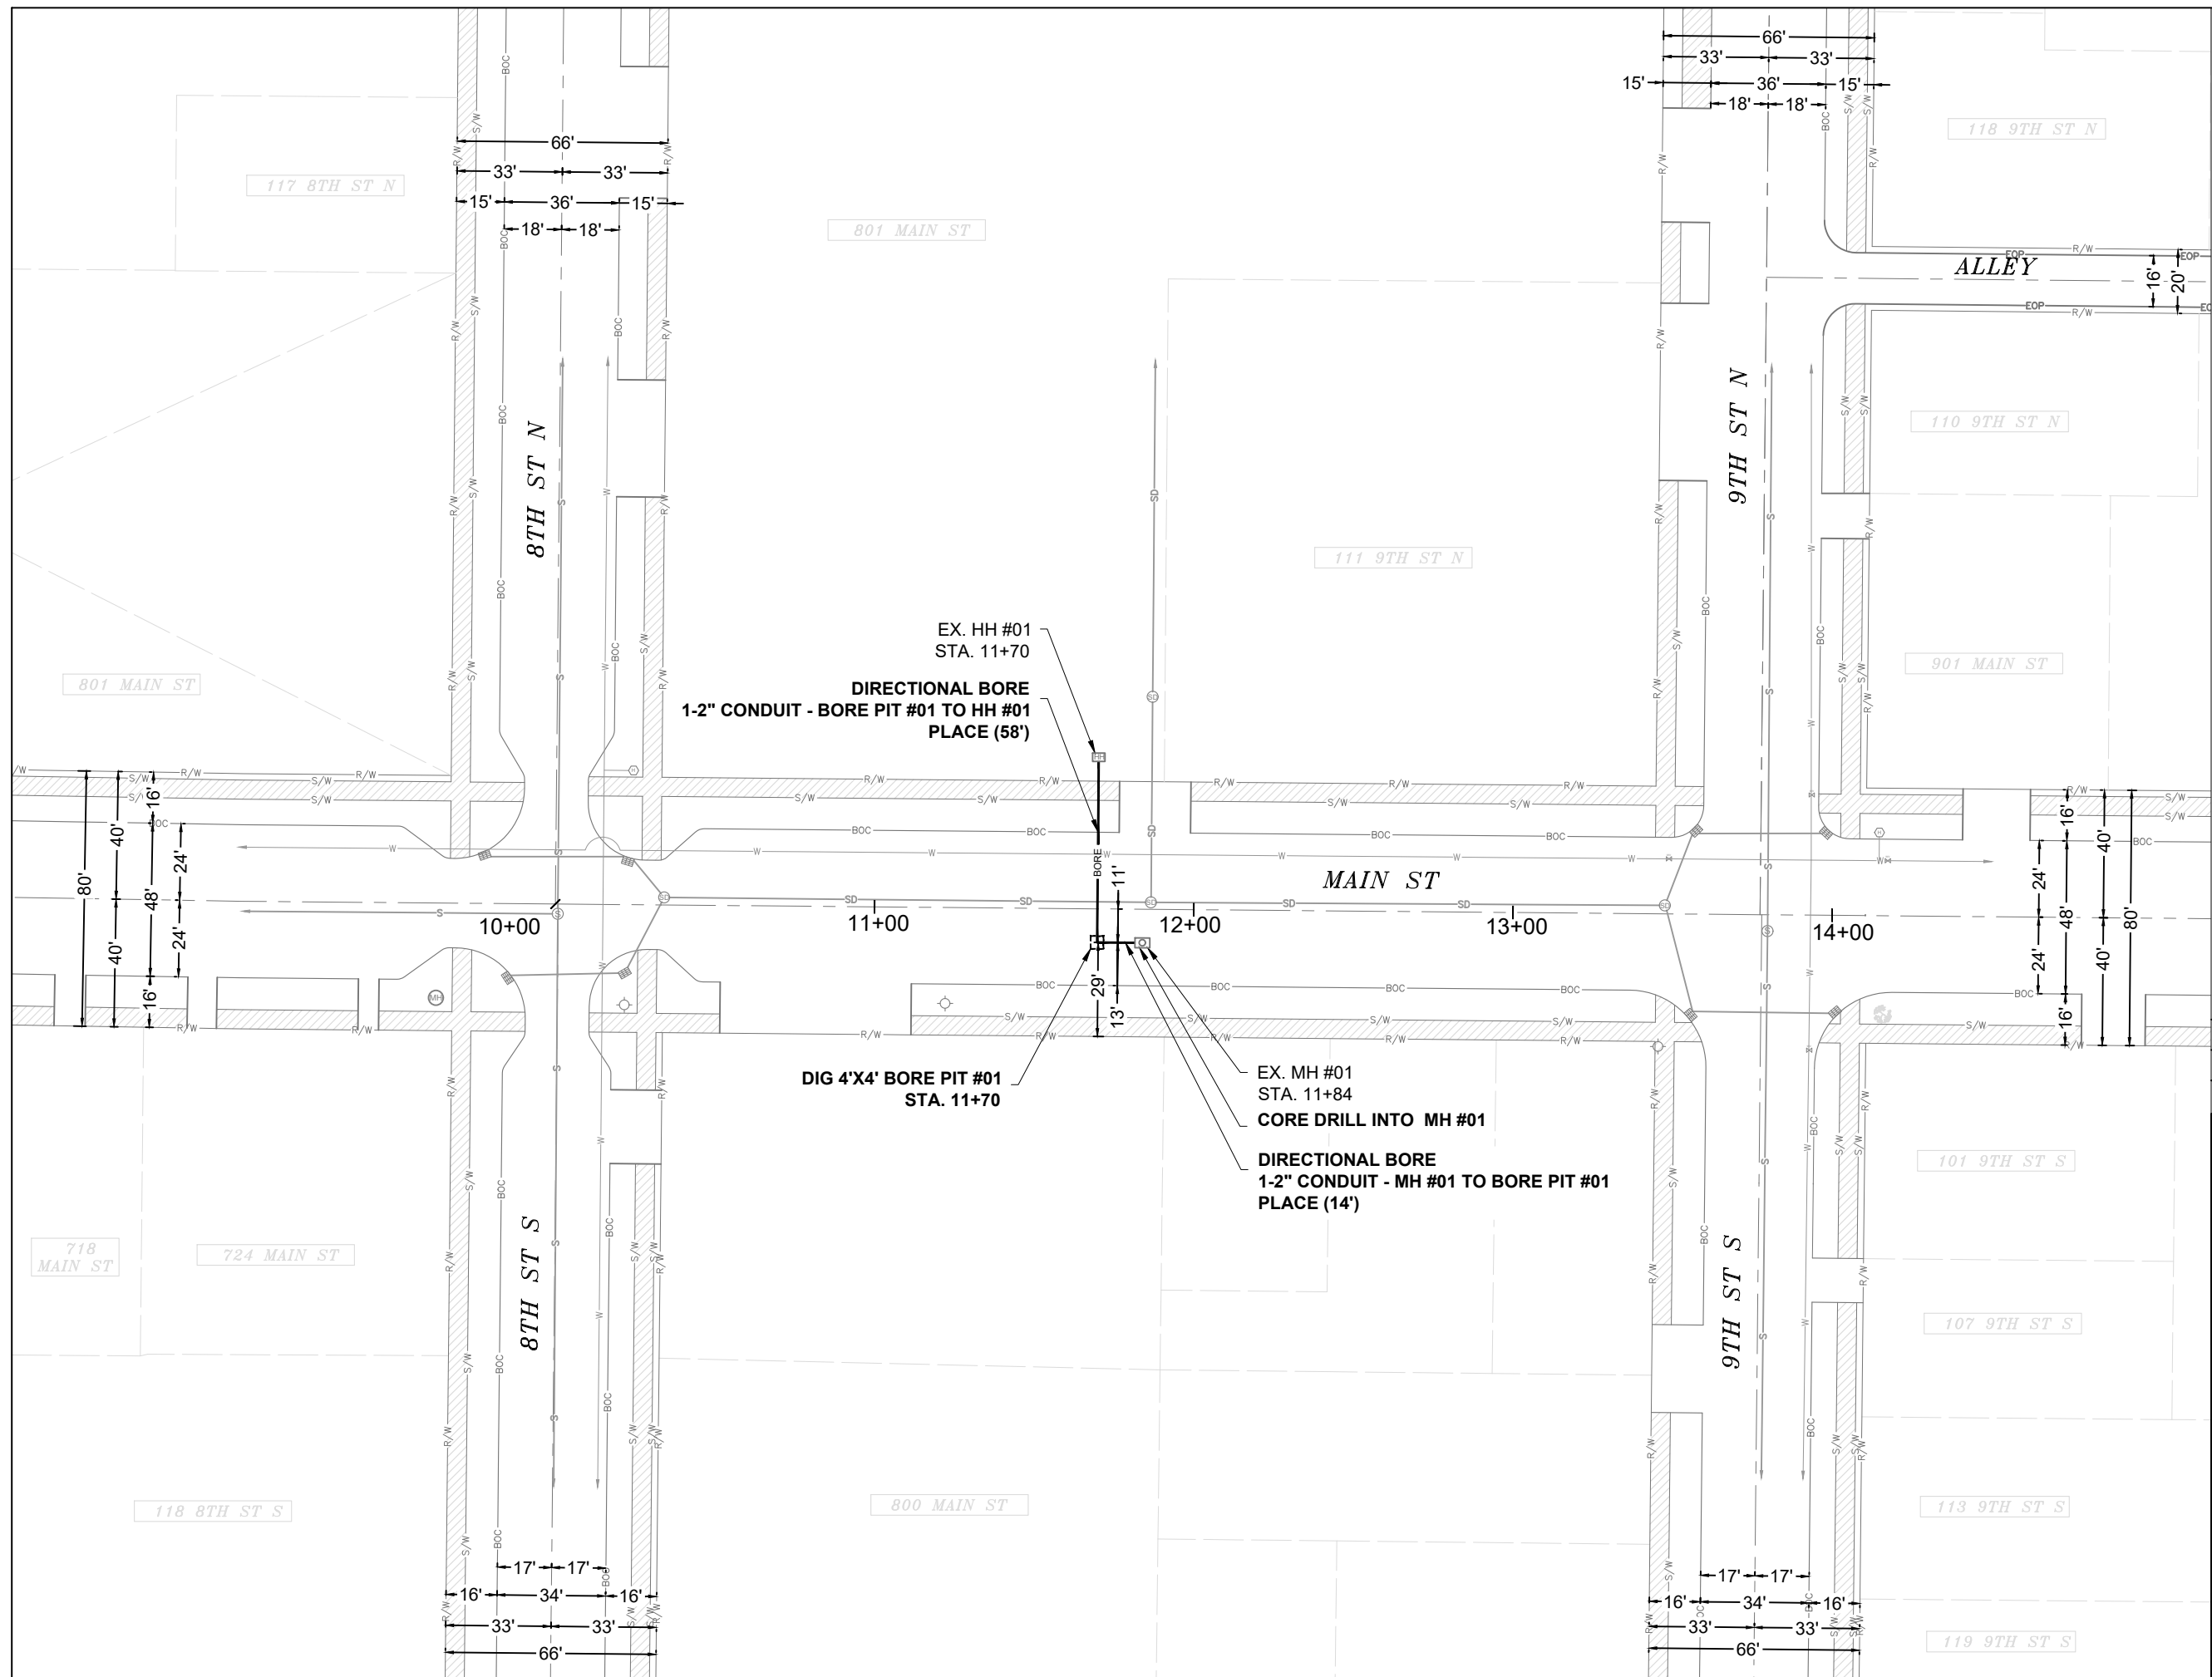 66'
33'
33'
15'
36'
15'
18'
18'
118 9TH ST N
66'
33'
33'
15'
36'
15'
18'
18'
117 8TH ST N
801 MAIN ST
ALLEY
R/W
EOP
EOP
16'
20'
EOP
R/W
8TH ST N
9TH ST N
110 9TH ST N
111 9TH ST N
EX. HH #01
STA. 11+70
DIRECTIONAL BORE
1-2" CONDUIT - BORE PIT #01 TO HH #01
PLACE (58')
801 MAIN ST
901 MAIN ST
HH
BORE
11'
MAIN ST
80'
40'
40'
16'
48'
16'
24'
24'
10+00
11+00
12+00
13+00
14+00
24'
24'
16'
48'
16'
40'
40'
80'
29'
13'
MH
DIG 4'X4' BORE PIT #01
STA. 11+70
EX. MH #01
STA. 11+84
CORE DRILL INTO MH #01
DIRECTIONAL BORE
1-2" CONDUIT - MH #01 TO BORE PIT #01
PLACE (14')
R/W
S/W
BOC
SD
W
S
8TH ST S
9TH ST S
718
MAIN ST
724 MAIN ST
101 9TH ST S
107 9TH ST S
118 8TH ST S
800 MAIN ST
113 9TH ST S
119 9TH ST S
17'
17'
16'
34'
16'
33'
33'
66'
17'
17'
16'
34'
16'
33'
33'
66'